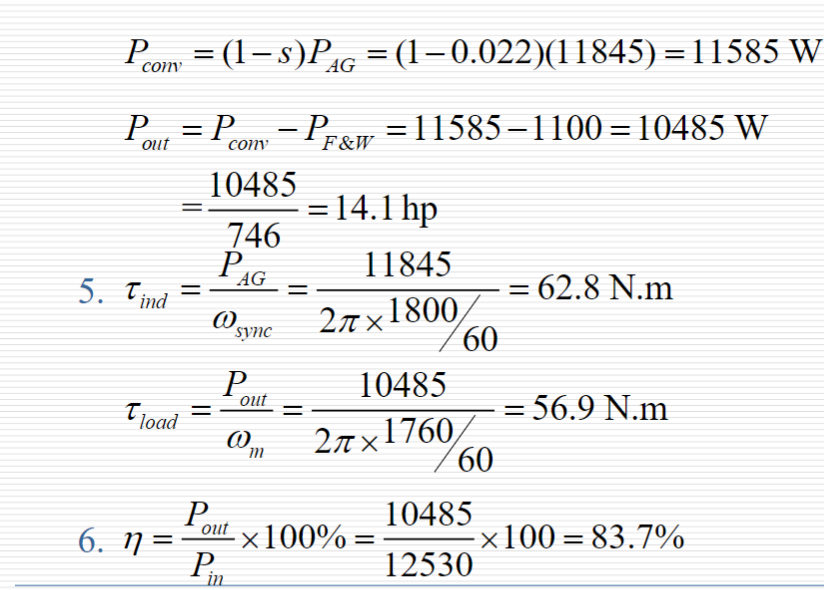 P_conv = (1 − s)P_AG = (1 − 0.022)(11845) = 11585 W
P_out = P_conv − P_F&W = 11585 − 1100 = 10485 W
= 10485/746 = 14.1 hp
5. τ_ind = P_AG/ω_sync = 11845/(2π × 1800/60) = 62.8 N.m
τ_load = P_out/ω_m = 10485/(2π × 1760/60) = 56.9 N.m
6. η = P_out/P_in × 100% = 10485/12530 × 100 = 83.7%